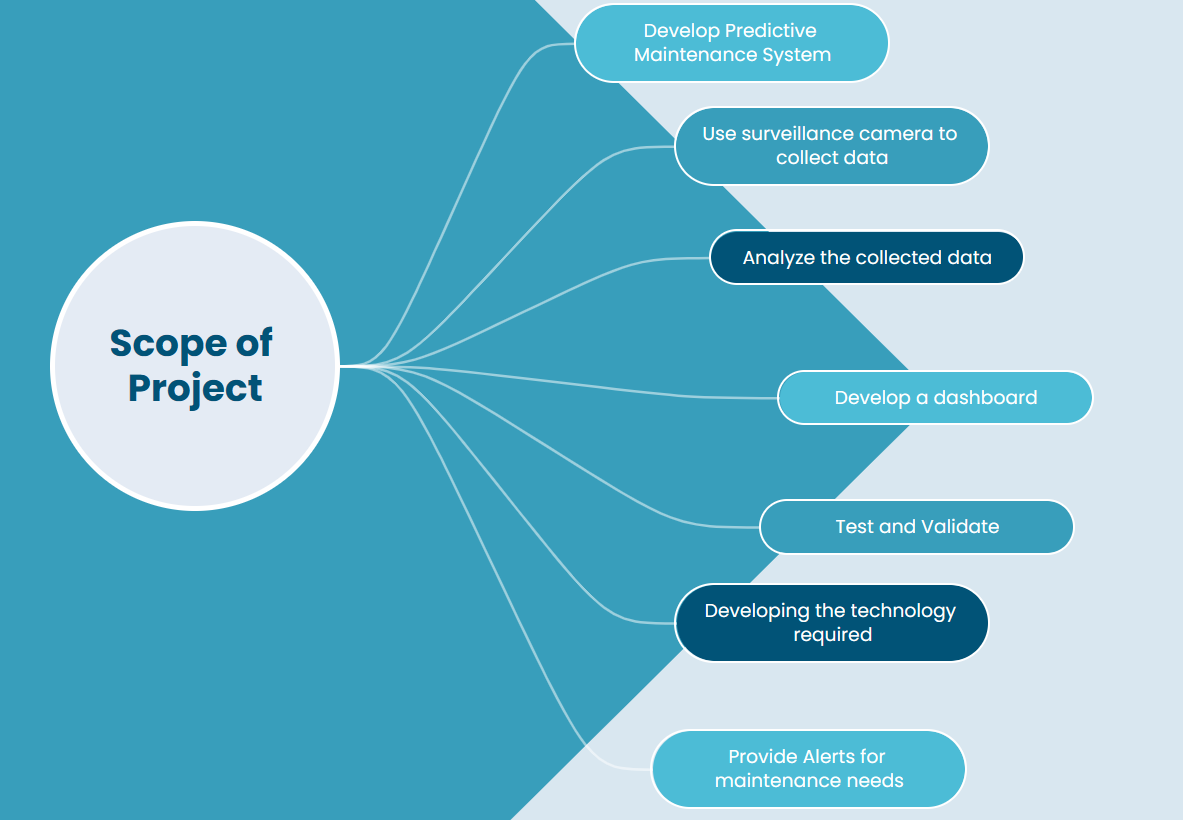 Scope of
Project
Develop Predictive
Maintenance System
Use surveillance camera to
collect data
Analyze the collected data
Develop a dashboard
Test and Validate
Developing the technology
required
Provide Alerts for
maintenance needs